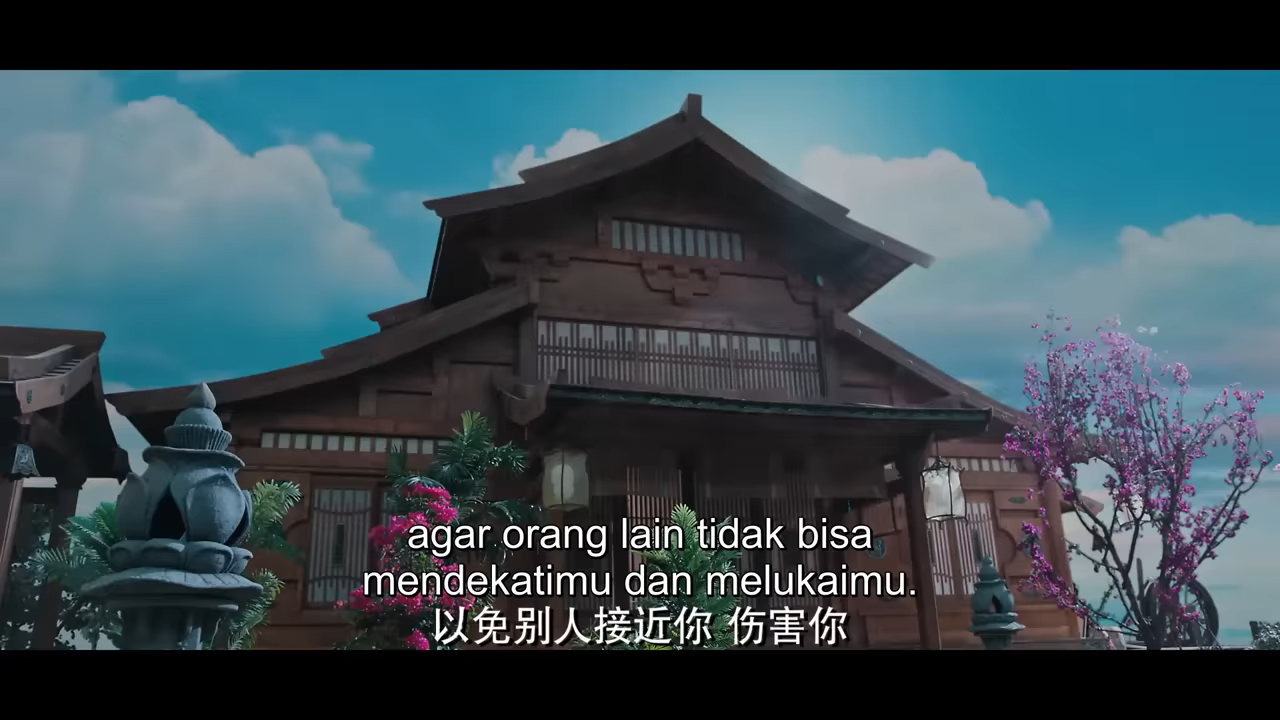 agar orang lain tidak bisa
mendekatimu dan melukaimu.
以免别人接近你 伤害你